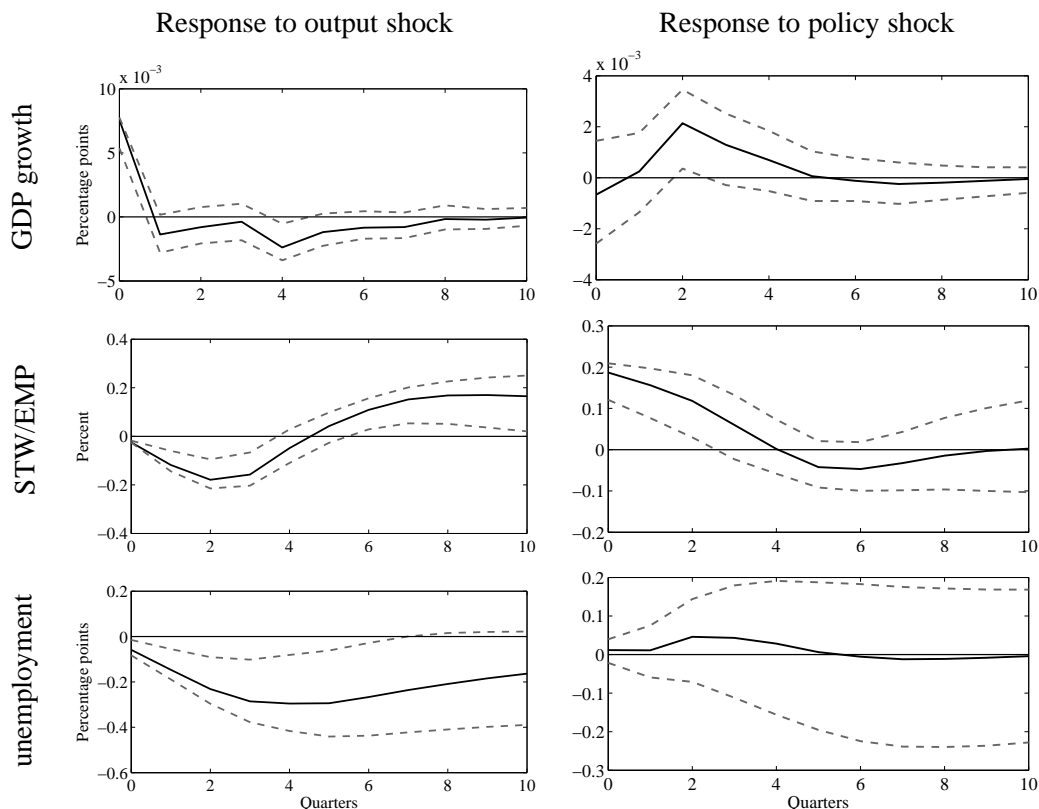 Response to output shock
Response to policy shock
GDP growth
Percentage points
x 10⁻³
10
5
0
−5
0 2 4 6 8 10
x 10⁻³
4
2
0
−2
−4
0 2 4 6 8 10
STW/EMP
Percent
0.4
0.2
0
−0.2
−0.4
0 2 4 6 8 10
0.3
0.2
0.1
0
−0.1
−0.2
0 2 4 6 8 10
unemployment
Percentage points
0.2
0
−0.2
−0.4
−0.6
0 2 4 6 8 10
Quarters
0.2
0.1
0
−0.1
−0.2
−0.3
0 2 4 6 8 10
Quarters